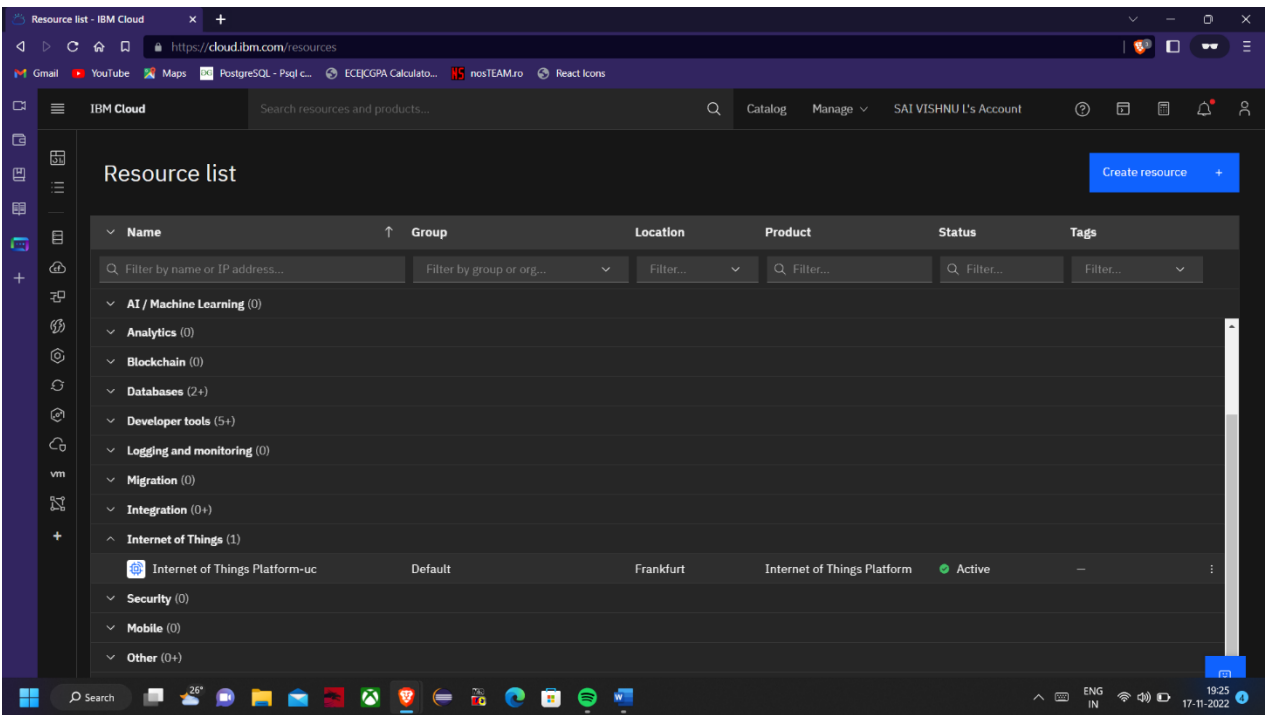 Resource list - IBM Cloud
https://cloud.ibm.com/resources
Gmail YouTube Maps PostgreSQL - Psql c... ECE|CGPA Calculato... nosTEAM.ro React Icons
IBM Cloud Search resources and products... Catalog Manage SAI VISHNU L's Account
Resource list Create resource +
Name Group Location Product Status Tags
Filter by name or IP address... Filter by group or org... Filter... Filter... Filter... Filter...
AI / Machine Learning (0)
Analytics (0)
Blockchain (0)
Databases (2+)
Developer tools (5+)
Logging and monitoring (0)
vm
Migration (0)
Integration (0+)
Internet of Things (1)
Internet of Things Platform-uc Default Frankfurt Internet of Things Platform Active –
Security (0)
Mobile (0)
Other (0+)
Search 26° ENG 19:25
IN 17-11-2022 4